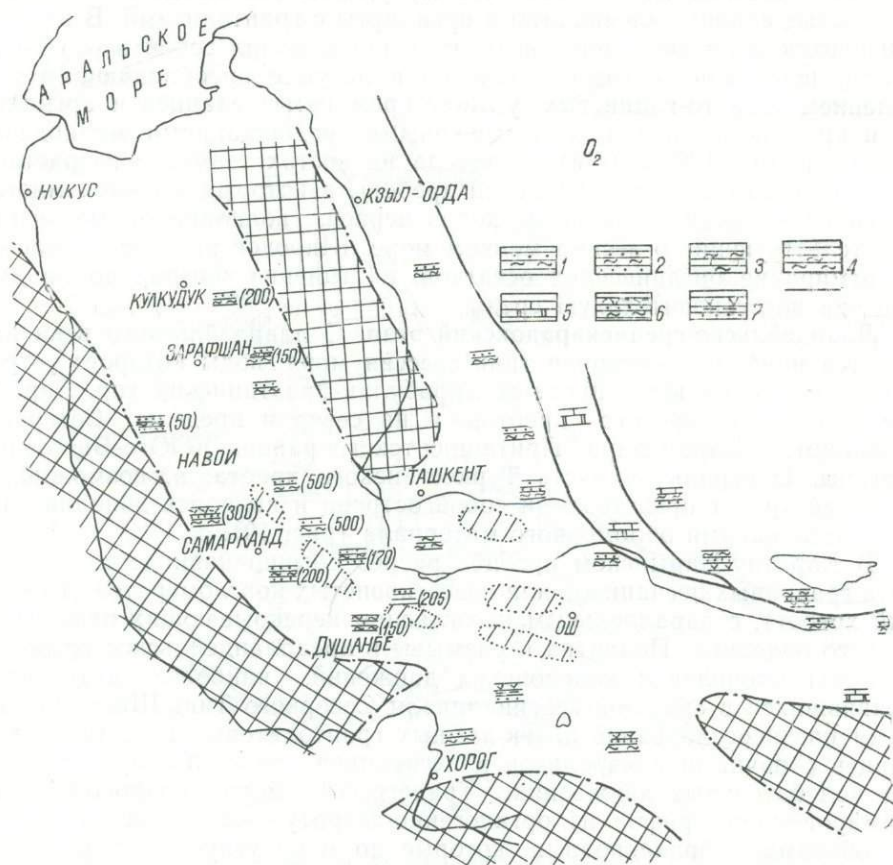 АРАЛЬСКОЕ
МОРЕ
O₂
НУКУС
КЗЫЛ-ОРДА
1
2
3
4
КУЛКУДУК
(200)
5
6
7
ЗАРАФШАН
(150)
(50)
НАВОИ
(500)
ТАШКЕНТ
(300)
(500)
САМАРКАНД
(170)
(200)
(205)
(150)
ОШ
ДУШАНБЕ
ХОРОГ